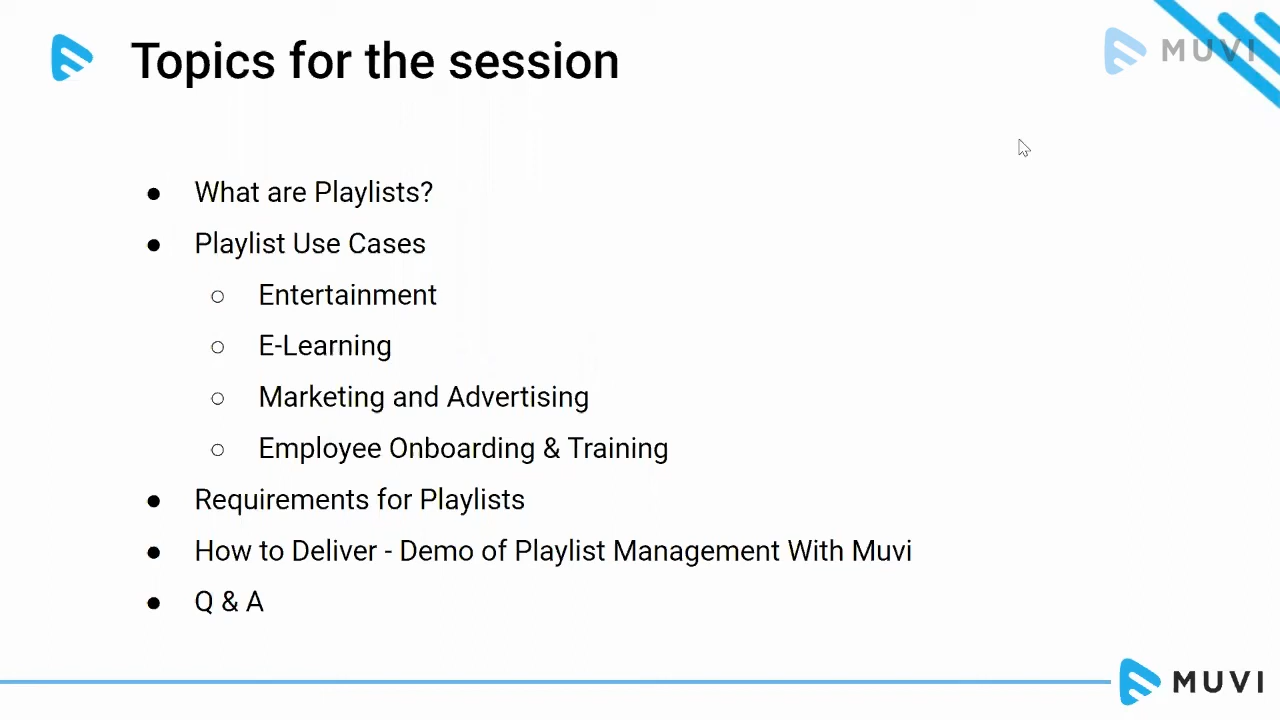 Topics for the session
MUVI
● What are Playlists?
● Playlist Use Cases
○ Entertainment
○ E-Learning
○ Marketing and Advertising
○ Employee Onboarding & Training
● Requirements for Playlists
● How to Deliver - Demo of Playlist Management With Muvi
● Q & A
MUVI